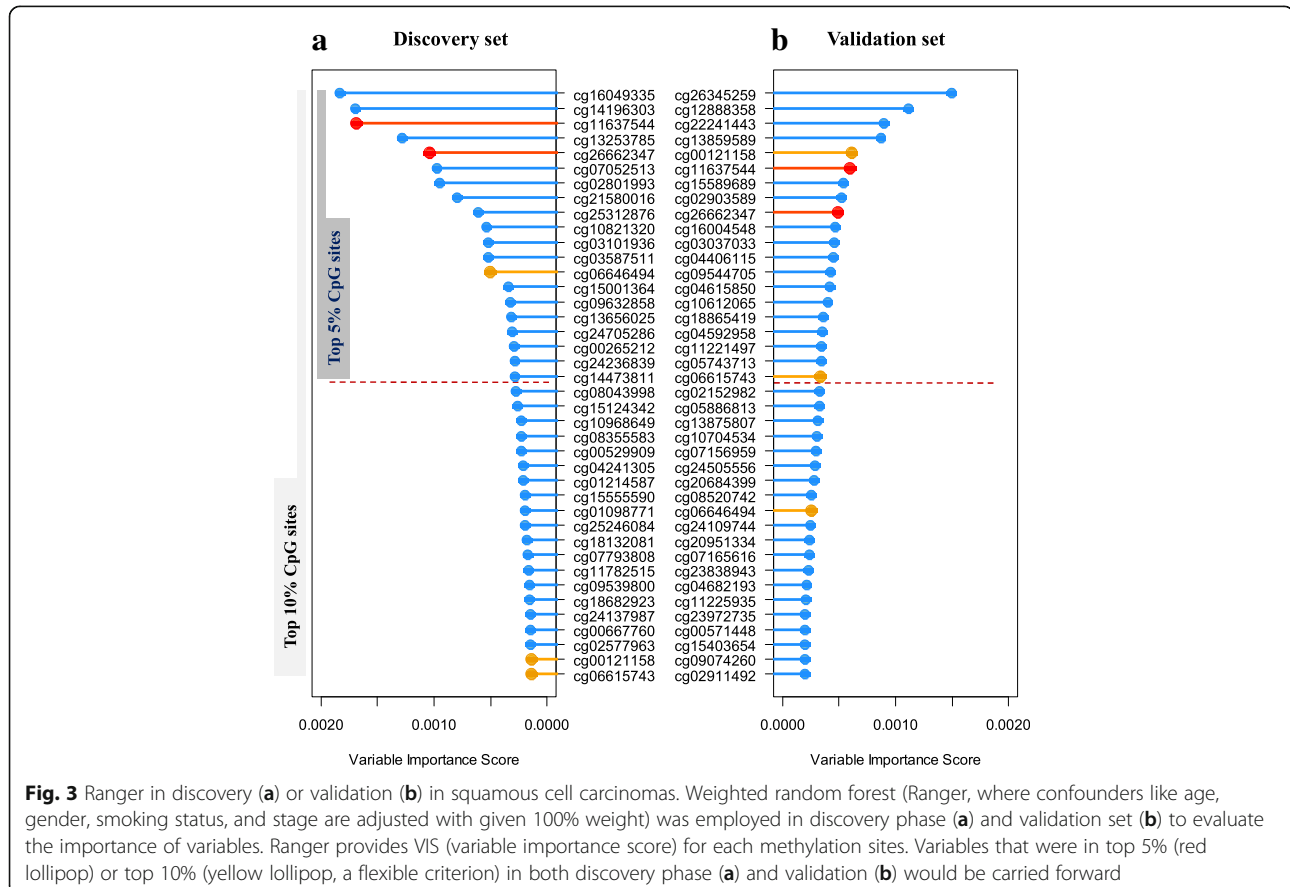 a Discovery set
b Validation set
Top 5% CpG sites
Top 10% CpG sites
cg16049335 cg26345259
cg14196303 cg12888358
cg11637544 cg22241443
cg13253785 cg13859589
cg26662347 cg00121158
cg07052513 cg11637544
cg02801993 cg15589689
cg21580016 cg02903589
cg25312876 cg26662347
cg10821320 cg16004548
cg03101936 cg03037033
cg03587511 cg04406115
cg06646494 cg09544705
cg15001364 cg04615850
cg09632858 cg10612065
cg13656025 cg18865419
cg24705286 cg04592958
cg00265212 cg11221497
cg24236839 cg05743713
cg14473811 cg06615743
cg08043998 cg02152982
cg15124342 cg05886813
cg10968649 cg13875807
cg08355583 cg10704534
cg00529909 cg07156959
cg04241305 cg24505556
cg01214587 cg20684399
cg15555590 cg08520742
cg01098771 cg06646494
cg25246084 cg24109744
cg18132081 cg20951334
cg07793808 cg07165616
cg11782515 cg23838943
cg09539800 cg04682193
cg18682923 cg11225935
cg24137987 cg23972735
cg00667760 cg00571448
cg02577963 cg15403654
cg00121158 cg09074260
cg06615743 cg02911492
0.0020 0.0010 0.0000 0.0000 0.0010 0.0020
Variable Importance Score Variable Importance Score
Fig. 3 Ranger in discovery (a) or validation (b) in squamous cell carcinomas. Weighted random forest (Ranger, where confounders like age,
gender, smoking status, and stage are adjusted with given 100% weight) was employed in discovery phase (a) and validation set (b) to evaluate
the importance of variables. Ranger provides VIS (variable importance score) for each methylation sites. Variables that were in top 5% (red
lollipop) or top 10% (yellow lollipop, a flexible criterion) in both discovery phase (a) and validation (b) would be carried forward